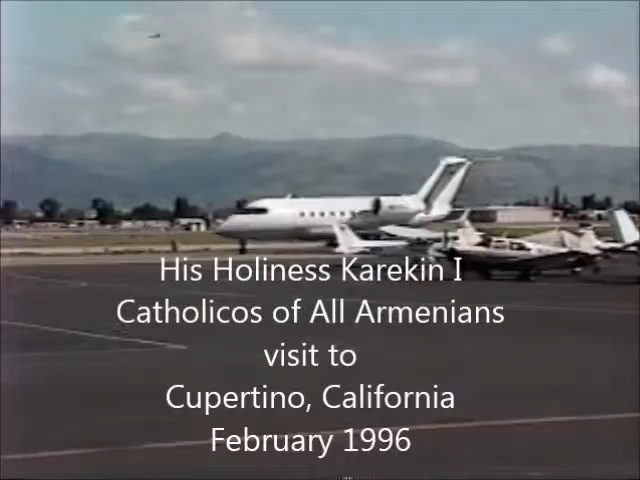 His Holiness Karekin I
Catholicos of All Armenians
visit to
Cupertino, California
February 1996